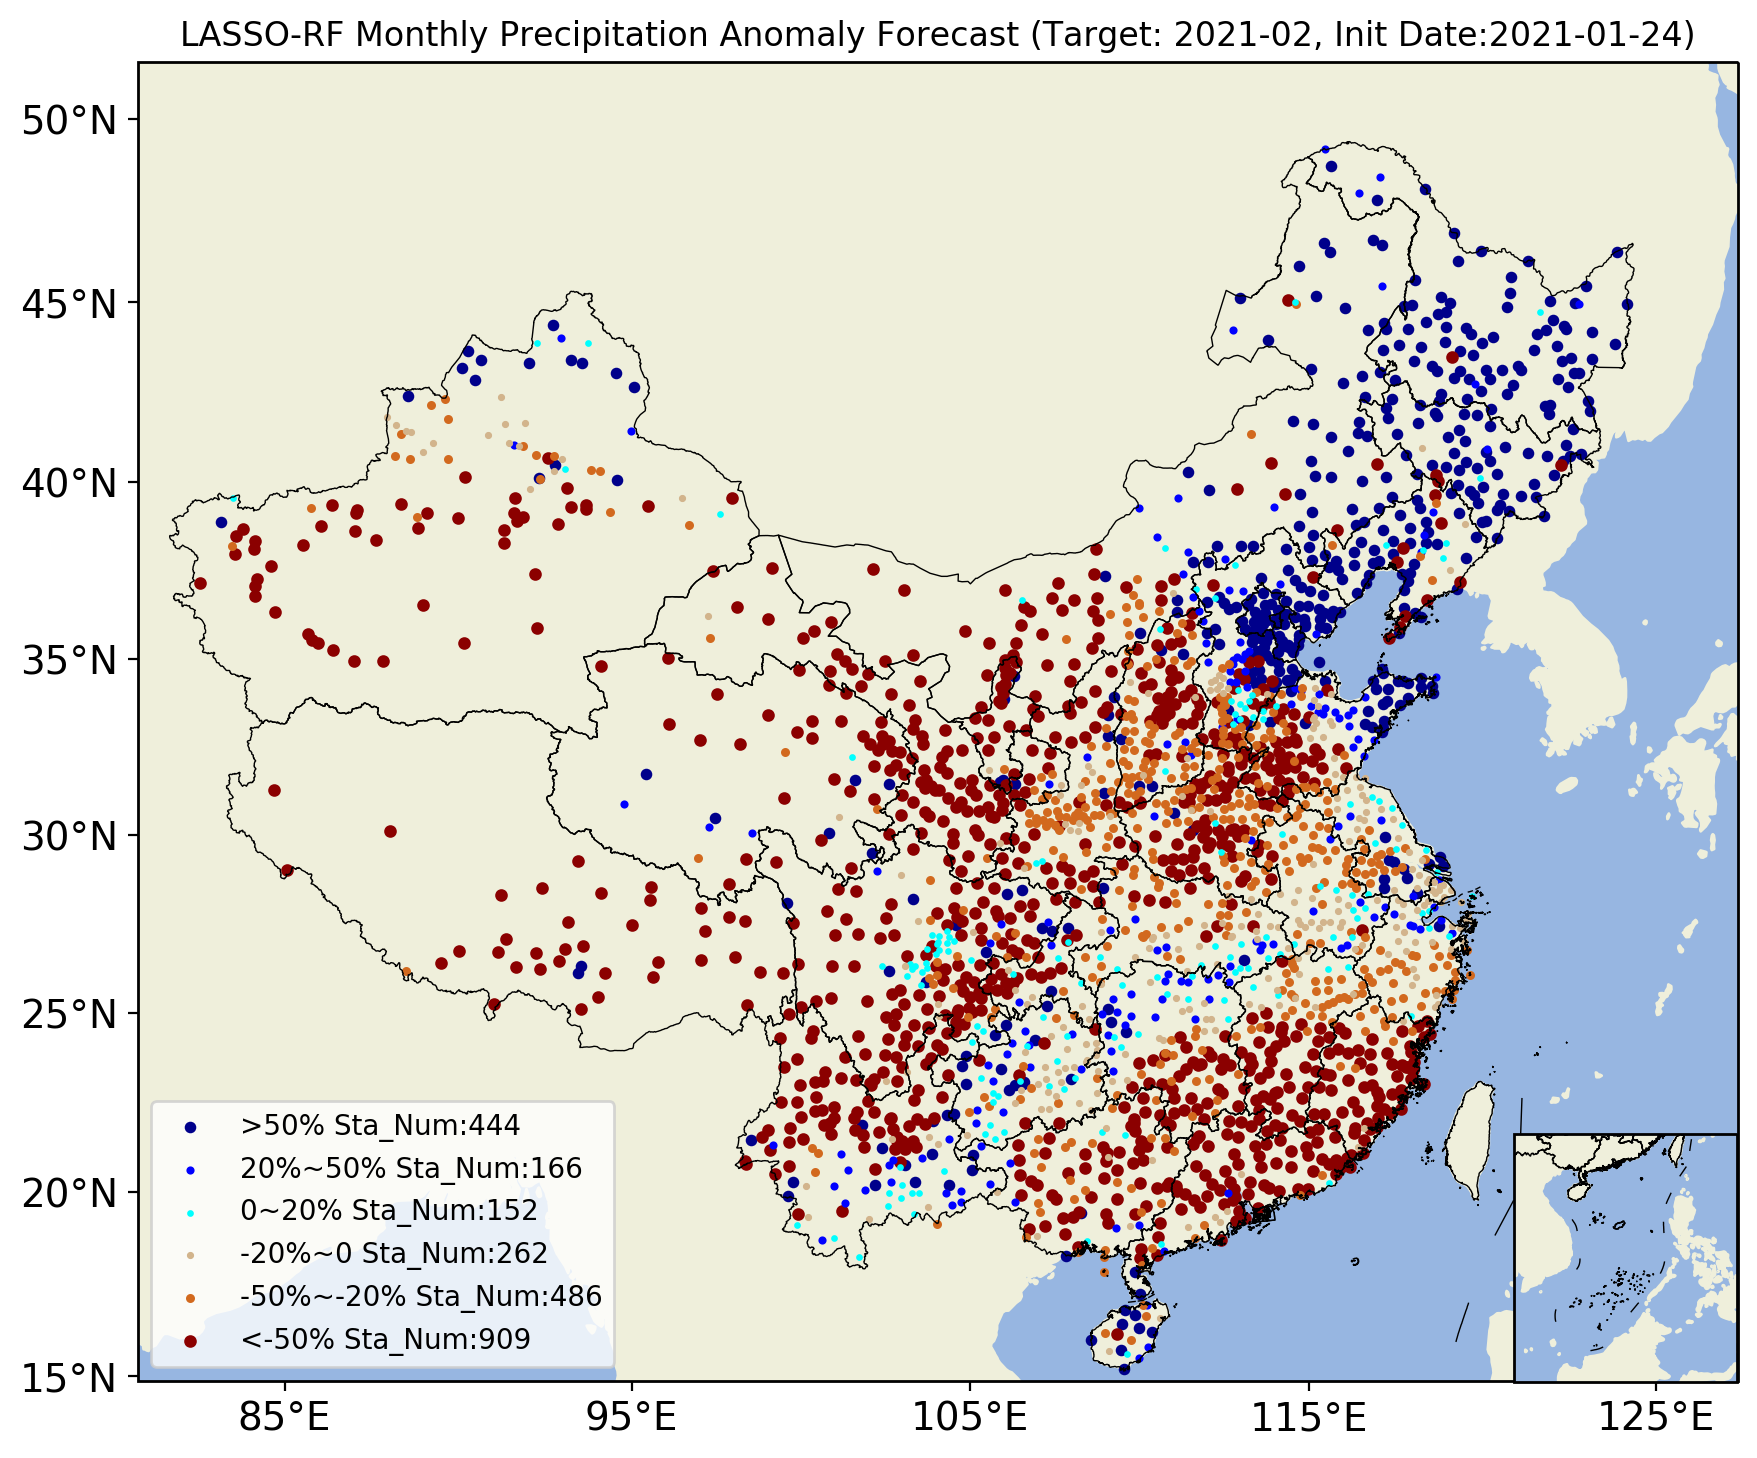 LASSO-RF Monthly Precipitation Anomaly Forecast (Target: 2021-02, Init Date:2021-01-24)
50°N
45°N
40°N
35°N
30°N
25°N
20°N
15°N
>50% Sta_Num:444
20%~50% Sta_Num:166
0~20% Sta_Num:152
-20%~0 Sta_Num:262
-50%~-20% Sta_Num:486
<-50% Sta_Num:909
85°E
95°E
105°E
115°E
125°E